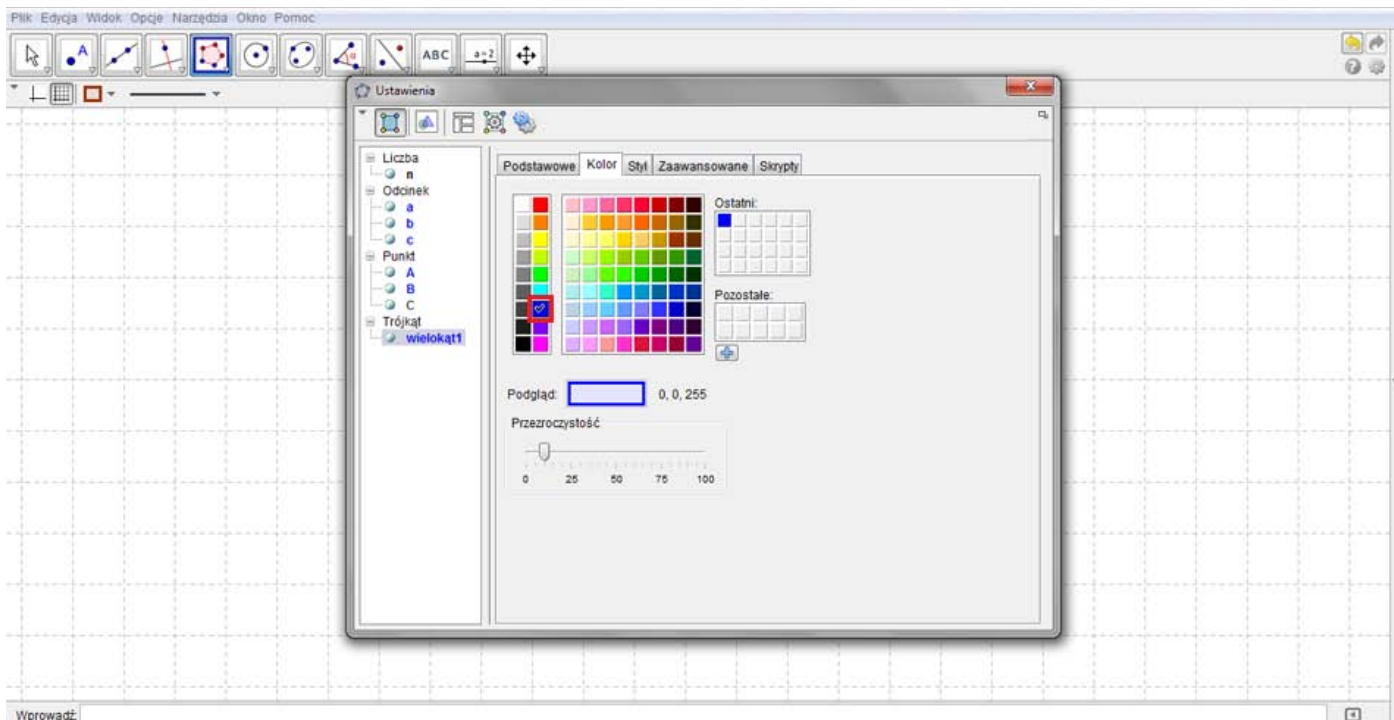 Plik Edycja Widok Opcje Narzędzia Okno Pomoc
A
α
ABC
a=2
Ustawienia
Liczba
n
Odcinek
a
b
c
Punkt
A
B
C
Trójkąt
wielokąt1
Podstawowe Kolor Styl Zaawansowane Skrypty
Ostatni:
Pozostałe:
Podgląd: 0, 0, 255
Przezroczystość
0 25 50 75 100
Wprowadź: